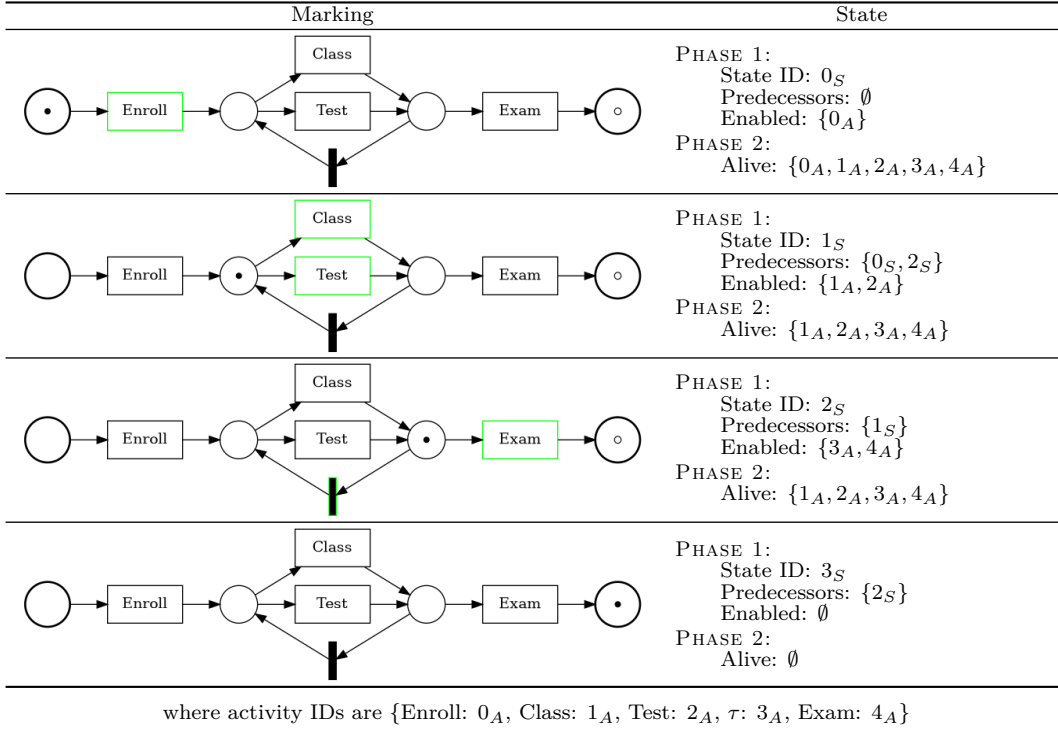 Marking State
Class
Enroll Test Exam
PHASE 1:
State ID: 0_S
Predecessors: ∅
Enabled: {0_A}
PHASE 2:
Alive: {0_A, 1_A, 2_A, 3_A, 4_A}
Class
Enroll Test Exam
PHASE 1:
State ID: 1_S
Predecessors: {0_S, 2_S}
Enabled: {1_A, 2_A}
PHASE 2:
Alive: {1_A, 2_A, 3_A, 4_A}
Class
Enroll Test Exam
PHASE 1:
State ID: 2_S
Predecessors: {1_S}
Enabled: {3_A, 4_A}
PHASE 2:
Alive: {1_A, 2_A, 3_A, 4_A}
Class
Enroll Test Exam
PHASE 1:
State ID: 3_S
Predecessors: {2_S}
Enabled: ∅
PHASE 2:
Alive: ∅
where activity IDs are {Enroll: 0_A, Class: 1_A, Test: 2_A, τ: 3_A, Exam: 4_A}